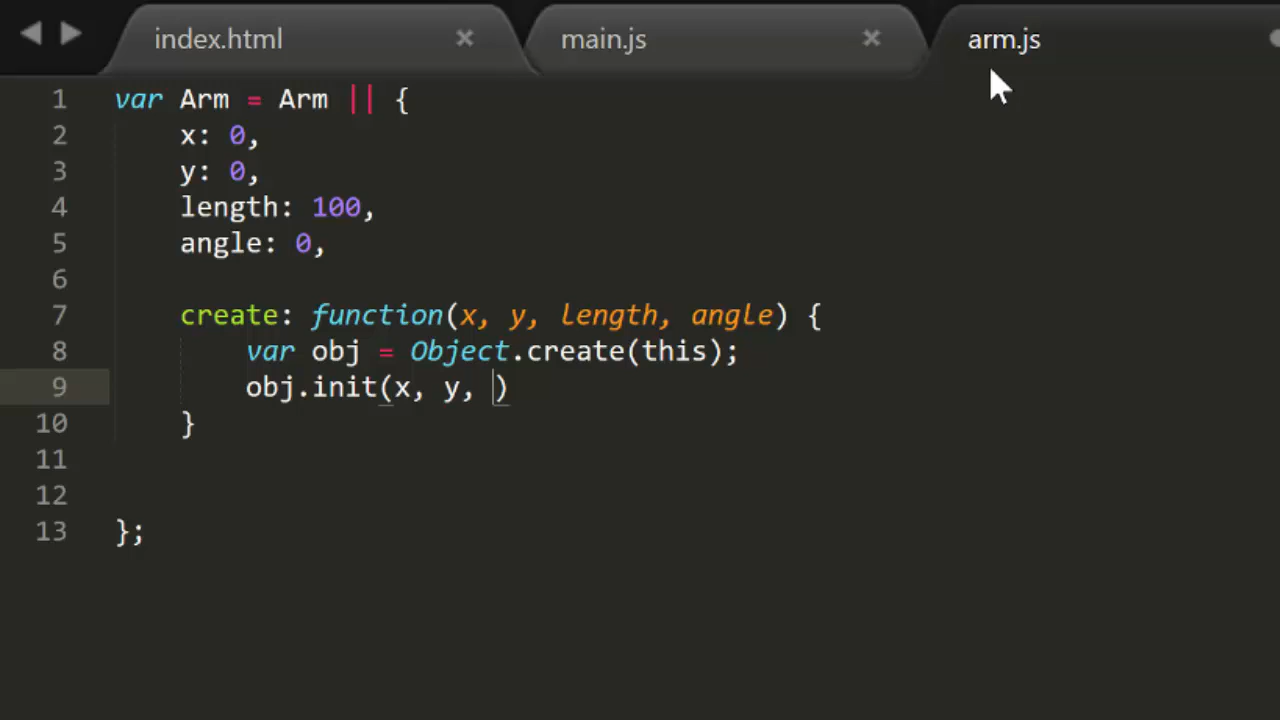 index.html × main.js × arm.js
1 var Arm = Arm || {
2 x: 0,
3 y: 0,
4 length: 100,
5 angle: 0,
6
7 create: function(x, y, length, angle) {
8 var obj = Object.create(this);
9 obj.init(x, y, )
10 }
11
12
13 };